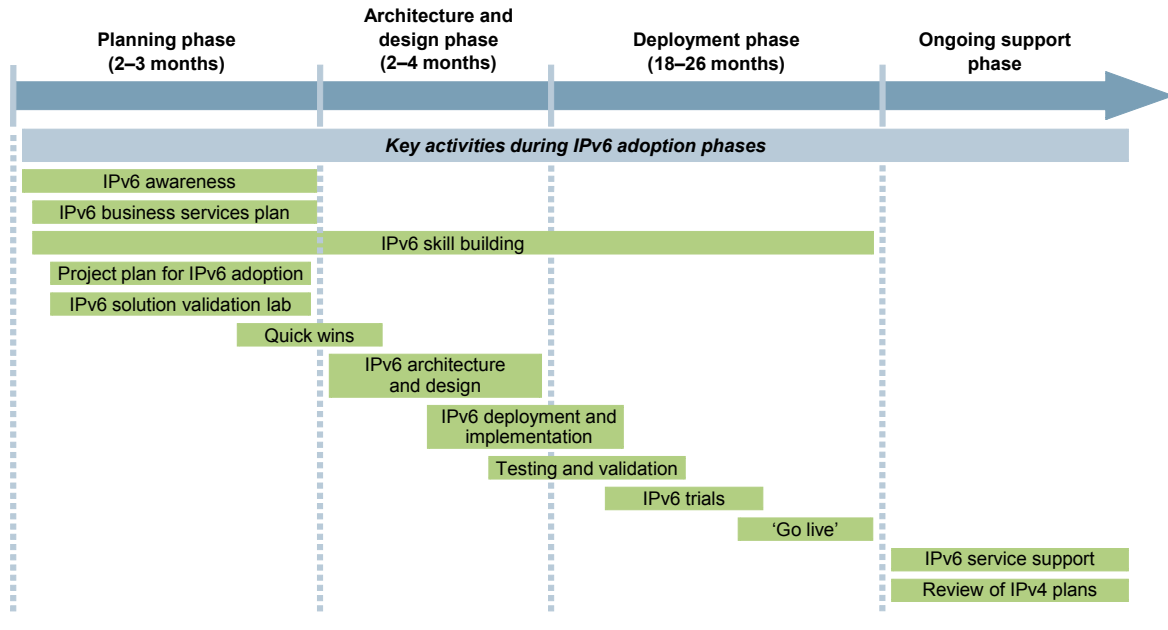 Planning phase
(2–3 months)
Architecture and
design phase
(2–4 months)
Deployment phase
(18–26 months)
Ongoing support
phase
Key activities during IPv6 adoption phases
IPv6 awareness
IPv6 business services plan
IPv6 skill building
Project plan for IPv6 adoption
IPv6 solution validation lab
Quick wins
IPv6 architecture
and design
IPv6 deployment and
implementation
Testing and validation
IPv6 trials
‘Go live’
IPv6 service support
Review of IPv4 plans